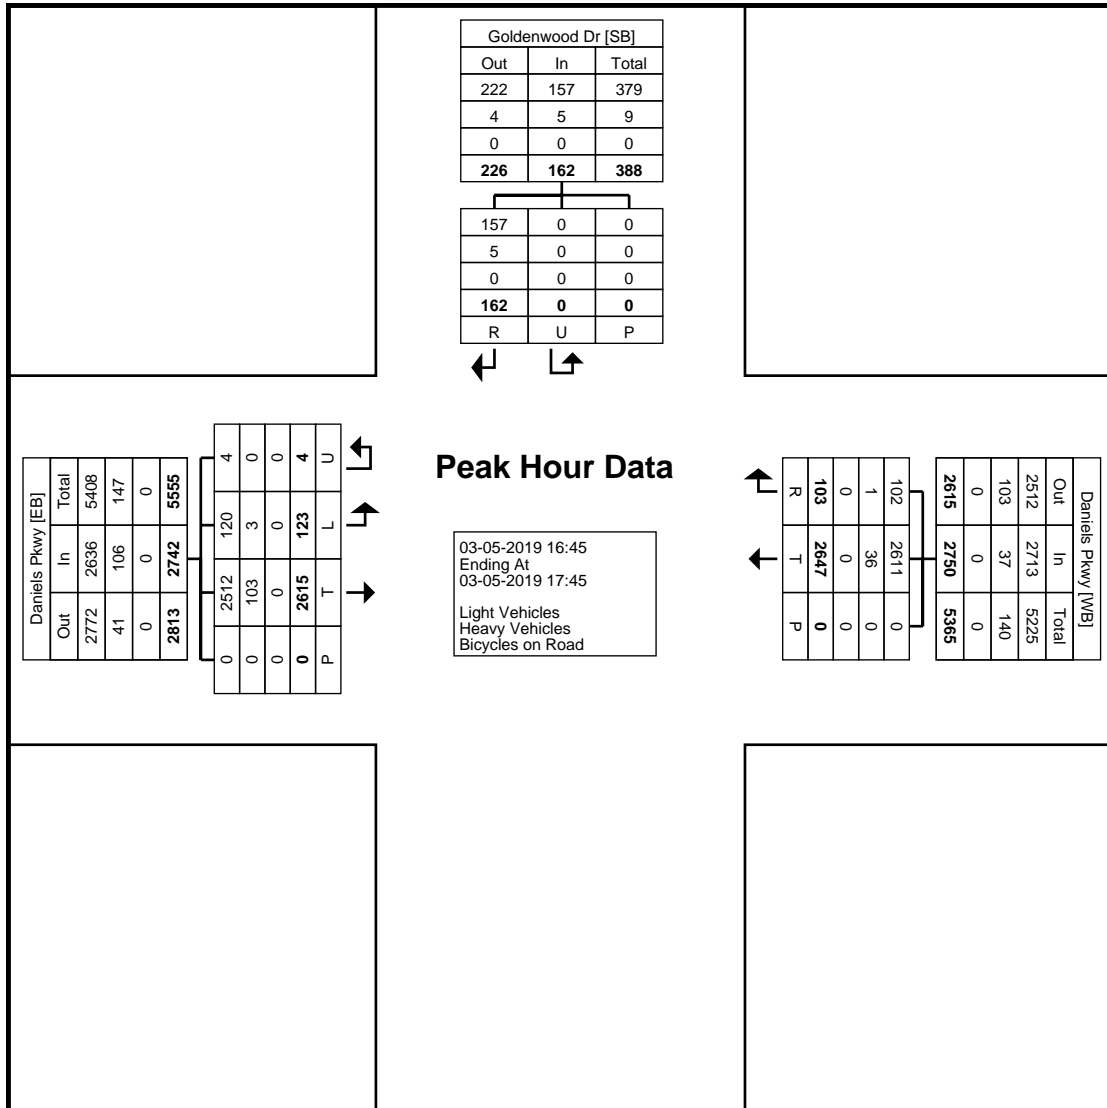 Goldenwood Dr [SB]
Out In Total
222 157 379
4 5 9
0 0 0
226 162 388
157 0 0
5 0 0
0 0 0
162 0 0
R U P
Daniels Pkwy [EB]
Out In Total
2772 2636 5408
41 106 147
0 0 0
2813 2742 5555
0 2512 120 4
0 103 3 0
0 0 0 0
0 2615 123 4
P T L U
Peak Hour Data
03-05-2019 16:45
Ending At
03-05-2019 17:45
Light Vehicles
Heavy Vehicles
Bicycles on Road
Daniels Pkwy [WB]
Out In Total
2512 2713 5225
103 37 140
0 0 0
2615 2750 5365
102 2611 0
1 36 0
0 0 0
103 2647 0
R T P